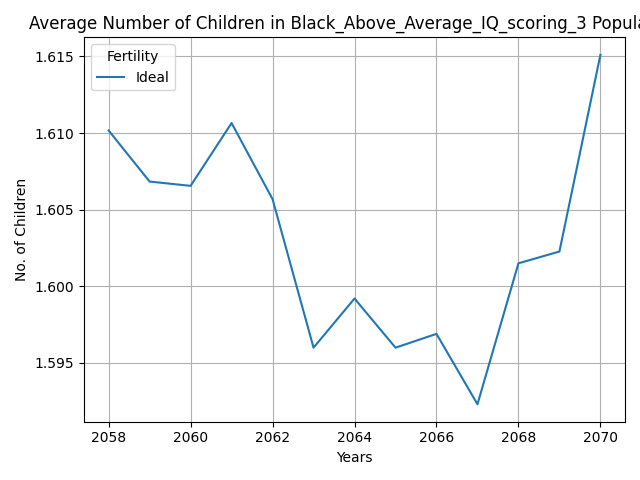 Average Number of Children in Black_Above_Average_IQ_scoring_3 Popula
Fertility
Ideal
1.615
1.610
1.605
1.600
1.595
No. of Children
2058 2060 2062 2064 2066 2068 2070
Years